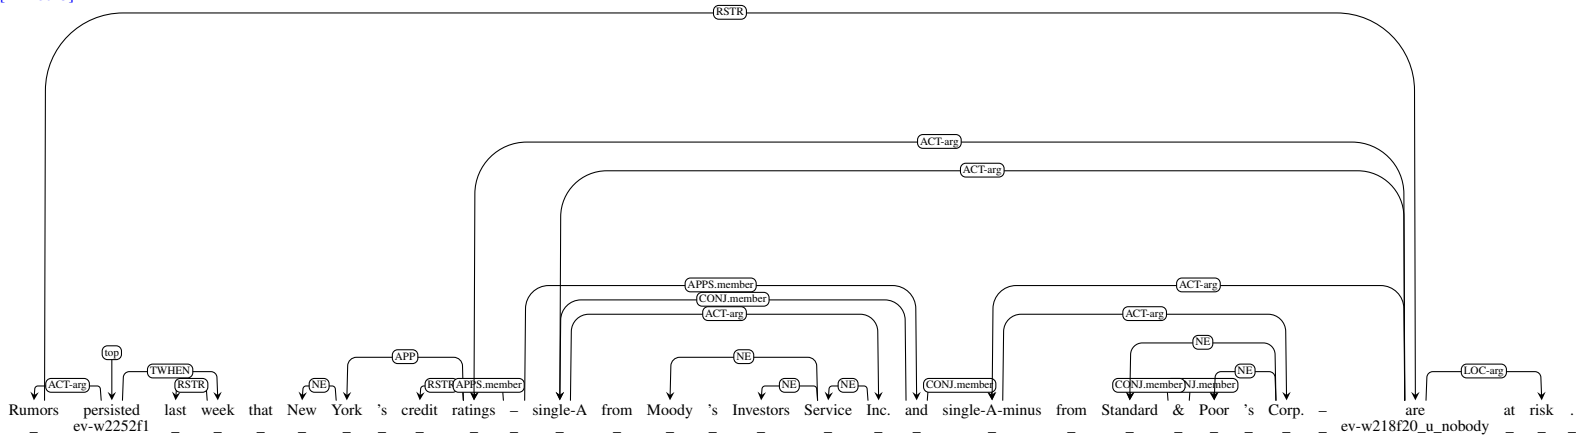 RSTR
ACT-arg
ACT-arg
APPS.member ACT-arg
CONJ.member
ACT-arg ACT-arg
top NE
APP NE
TWHEN NE
ACT-arg RSTR NE RSTR APPS.member NE NE CONJ.member CONJ.member LOC-arg
Rumors persisted last week that New York 's credit ratings – single-A from Moody 's Investors Service Inc. and single-A-minus from Standard & Poor 's Corp. – are at risk .
_ ev-w2252f1 _ _ _ _ _ _ _ _ _ _ _ _ _ _ _ _ _ _ _ _ _ _ _ _ _ ev-w218f20_u_nobody _ _ _